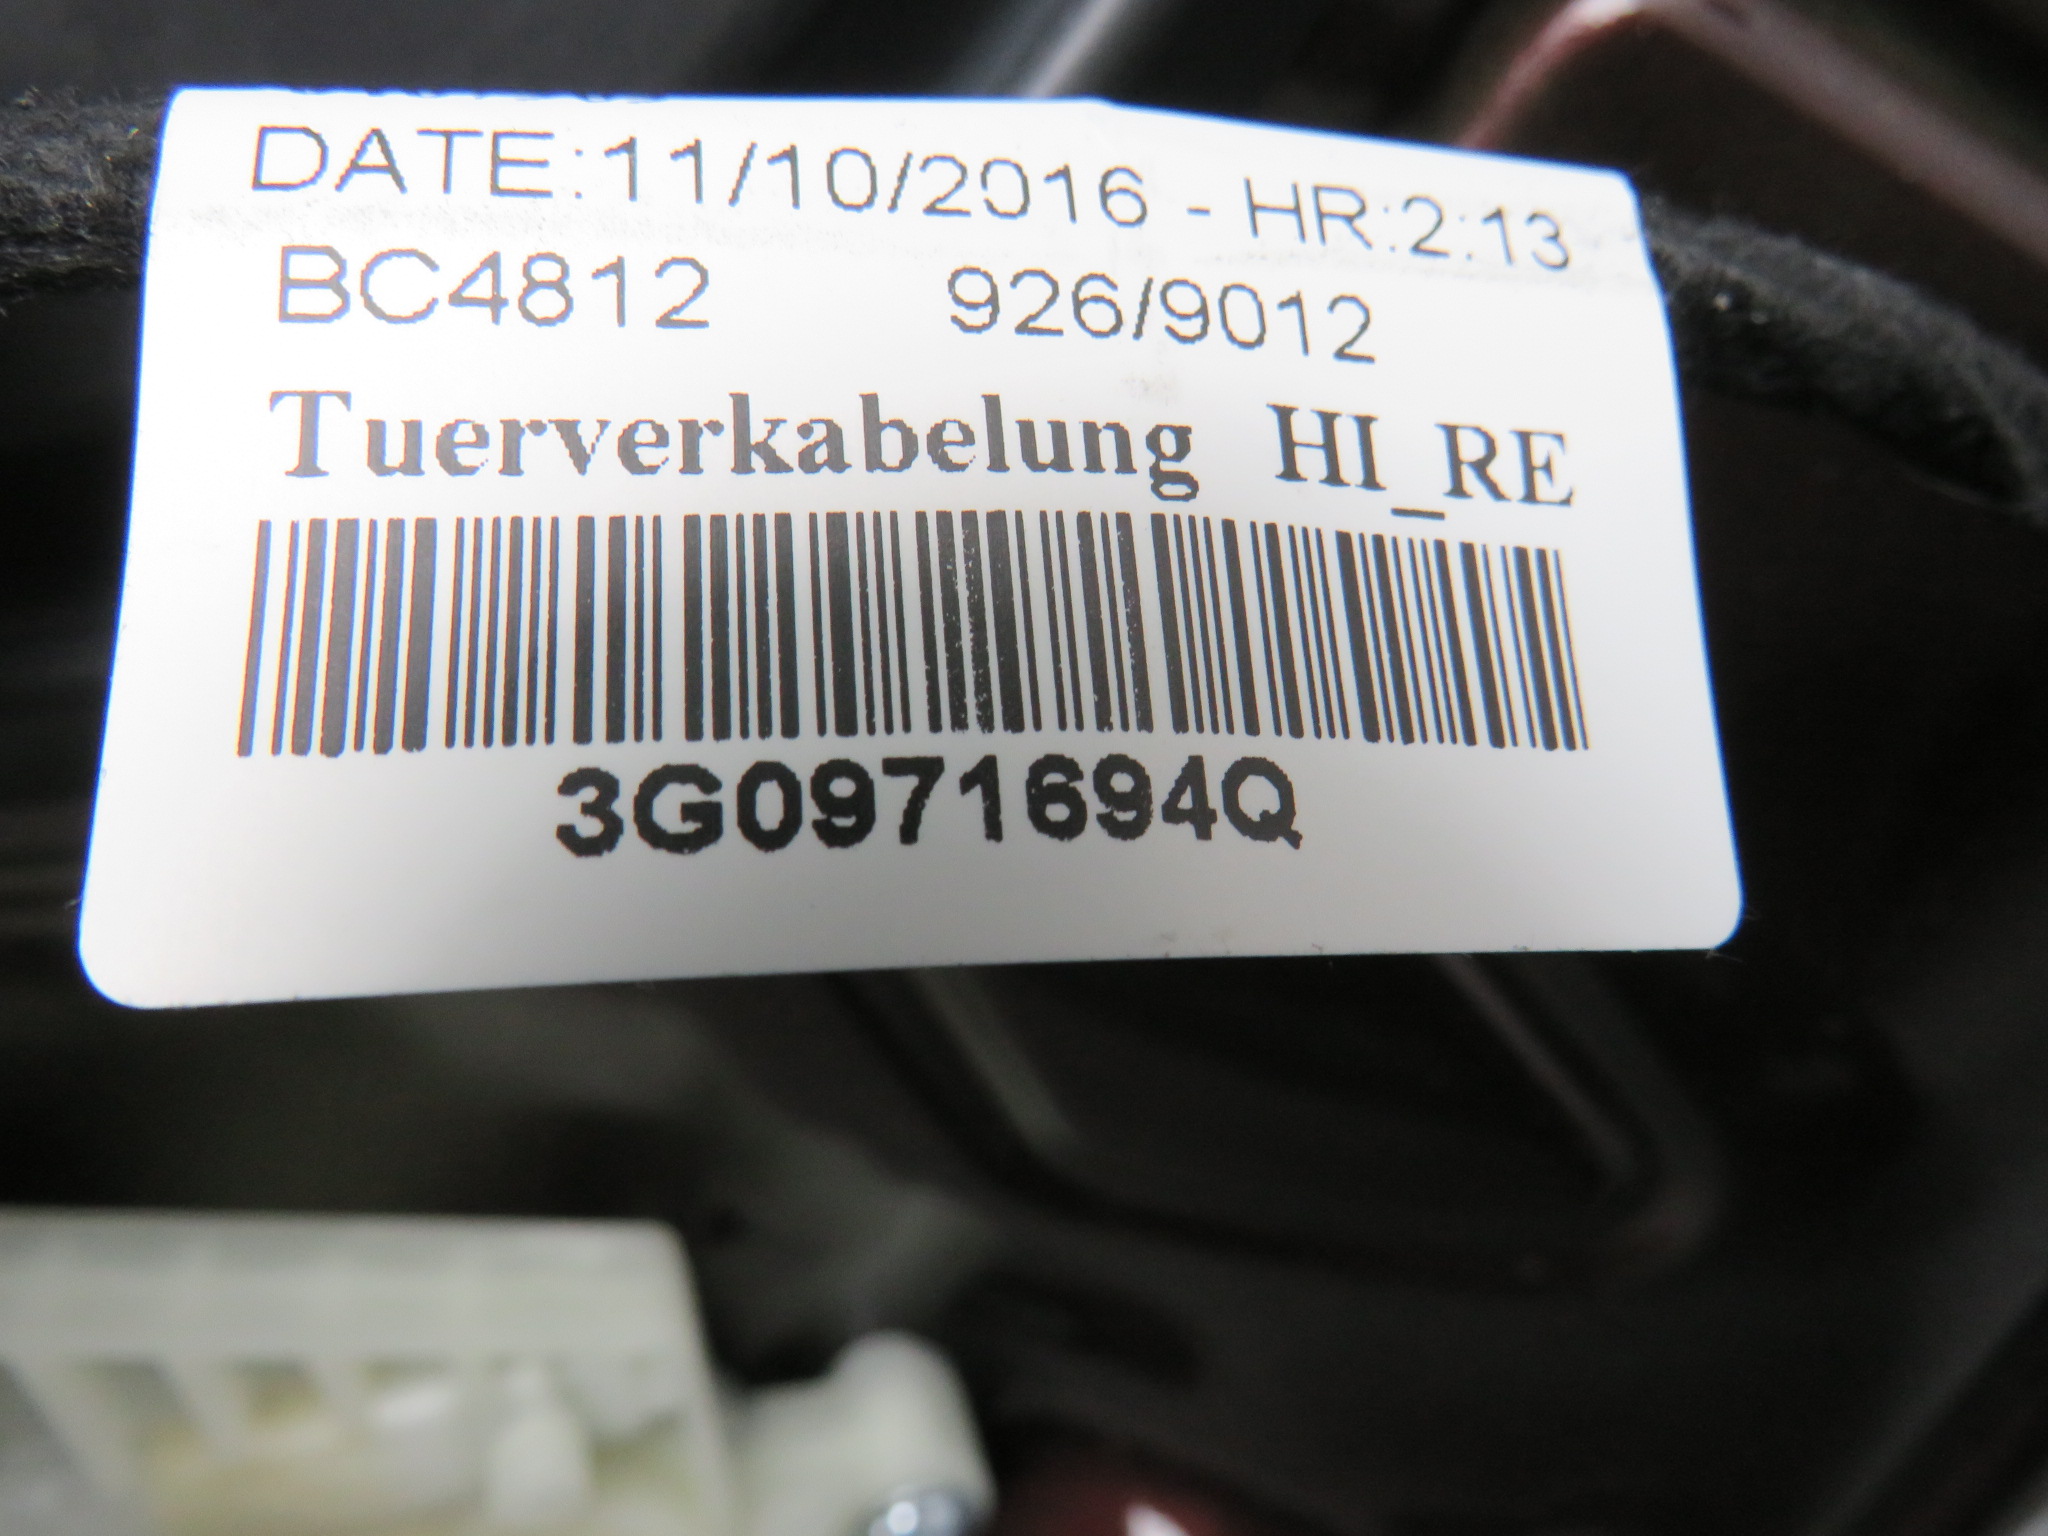 DATE:11/10/2016 - HR:2:13
BC4812 926/9012
Tuerverkabelung HI_RE
3G0971694Q